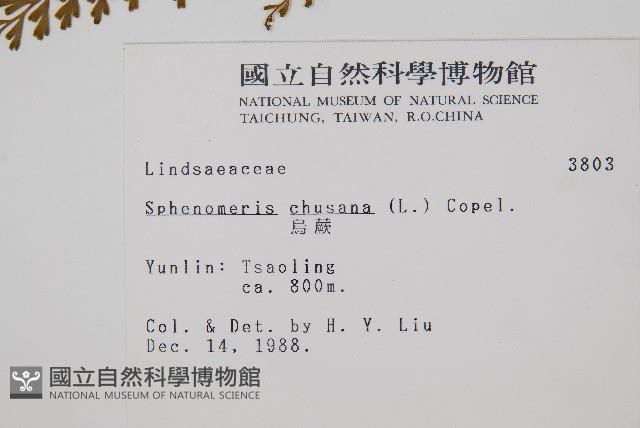 國立自然科學博物館
NATIONAL MUSEUM OF NATURAL SCIENCE
TAICHUNG, TAIWAN, R.O.CHINA
Lindsaeaceae 3803
Sphenomeris chusana (L.) Copel.
烏蕨
Yunlin: Tsaoling
ca. 800m.
Col. & Det. by H. Y. Liu
Dec. 14, 1988.
國立自然科學博物館
NATIONAL MUSEUM OF NATURAL SCIENCE